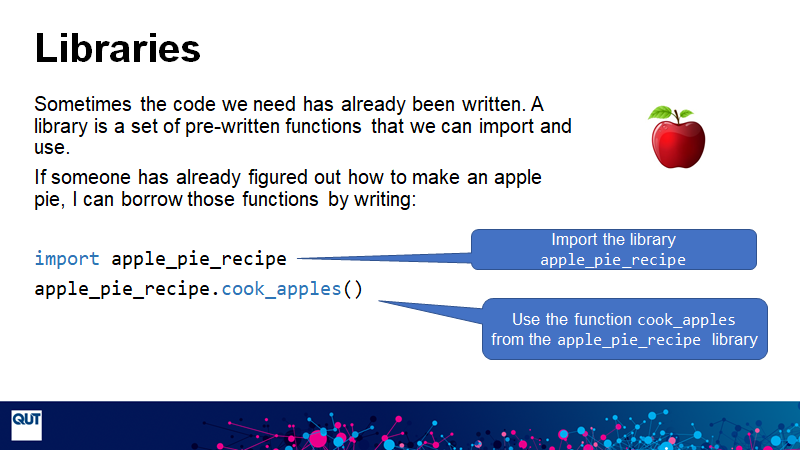 Libraries
Sometimes the code we need has already been written. A
library is a set of pre-written functions that we can import and
use.
If someone has already figured out how to make an apple
pie, I can borrow those functions by writing:
import apple_pie_recipe
Import the library
apple_pie_recipe
apple_pie_recipe.cook_apples()
Use the function cook_apples
from the apple_pie_recipe library
QUT